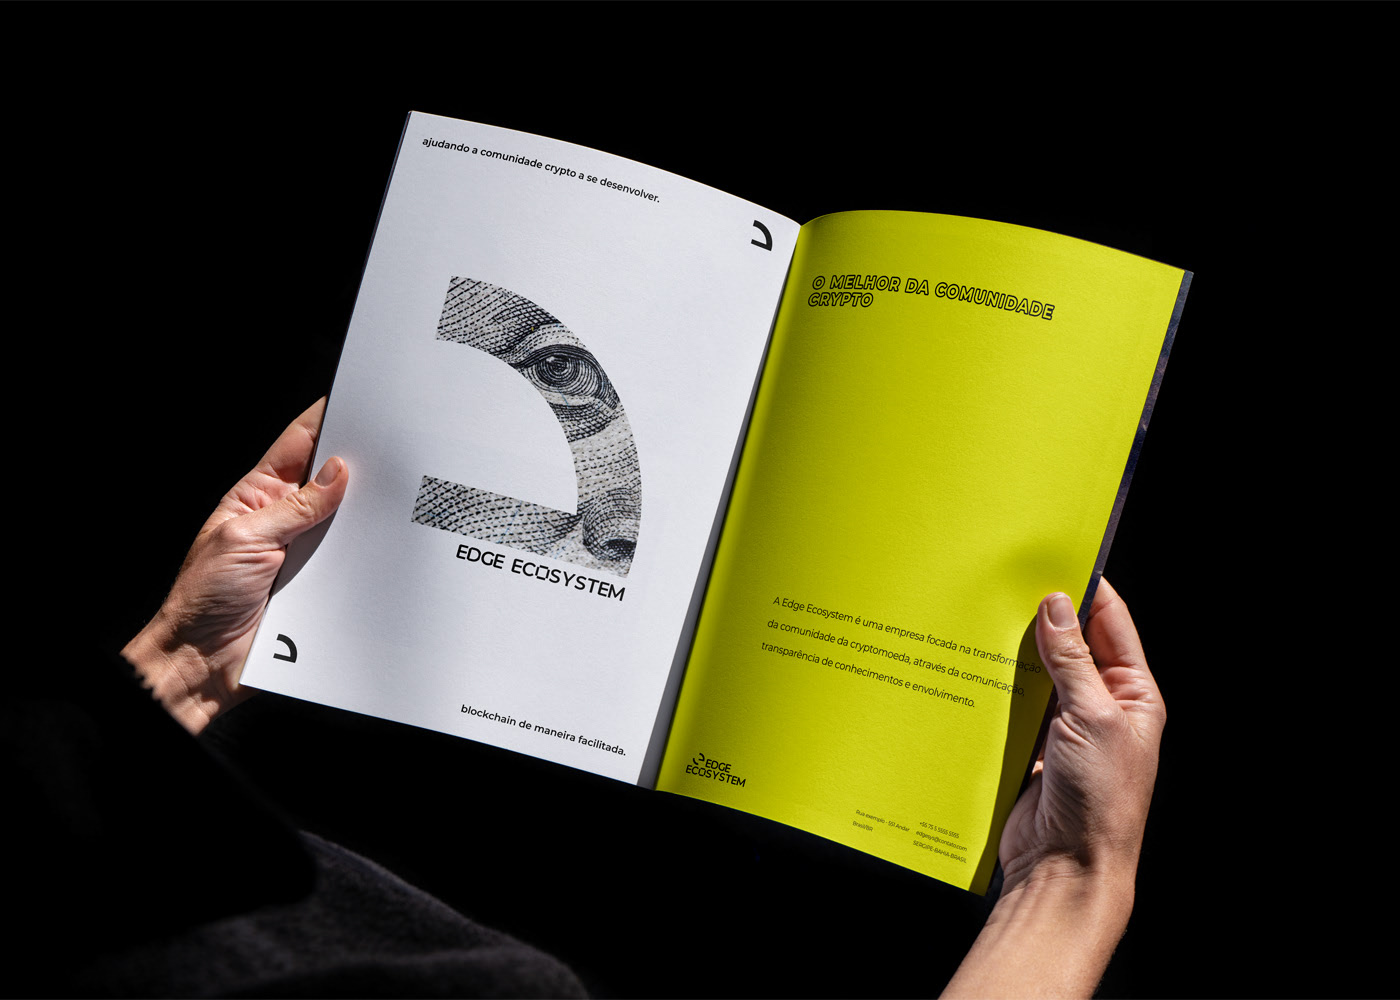 ajudando a comunidade crypto a se desenvolver.
EDGE ECOSYSTEM
blockchain de maneira facilitada.
O MELHOR DA COMUNIDADE
CRYPTO
A Edge Ecosystem é uma empresa focada na transformação
da comunidade da cryptomoeda, através da comunicação,
transparência de conhecimentos e envolvimento.
EDGE
ECOSYSTEM
Rua exemplo - 551 Andar
Brasil/BR
+55 75 5 5555 5555
edgesys@contato.com
SERGIPE-BAHIA-BRASIL